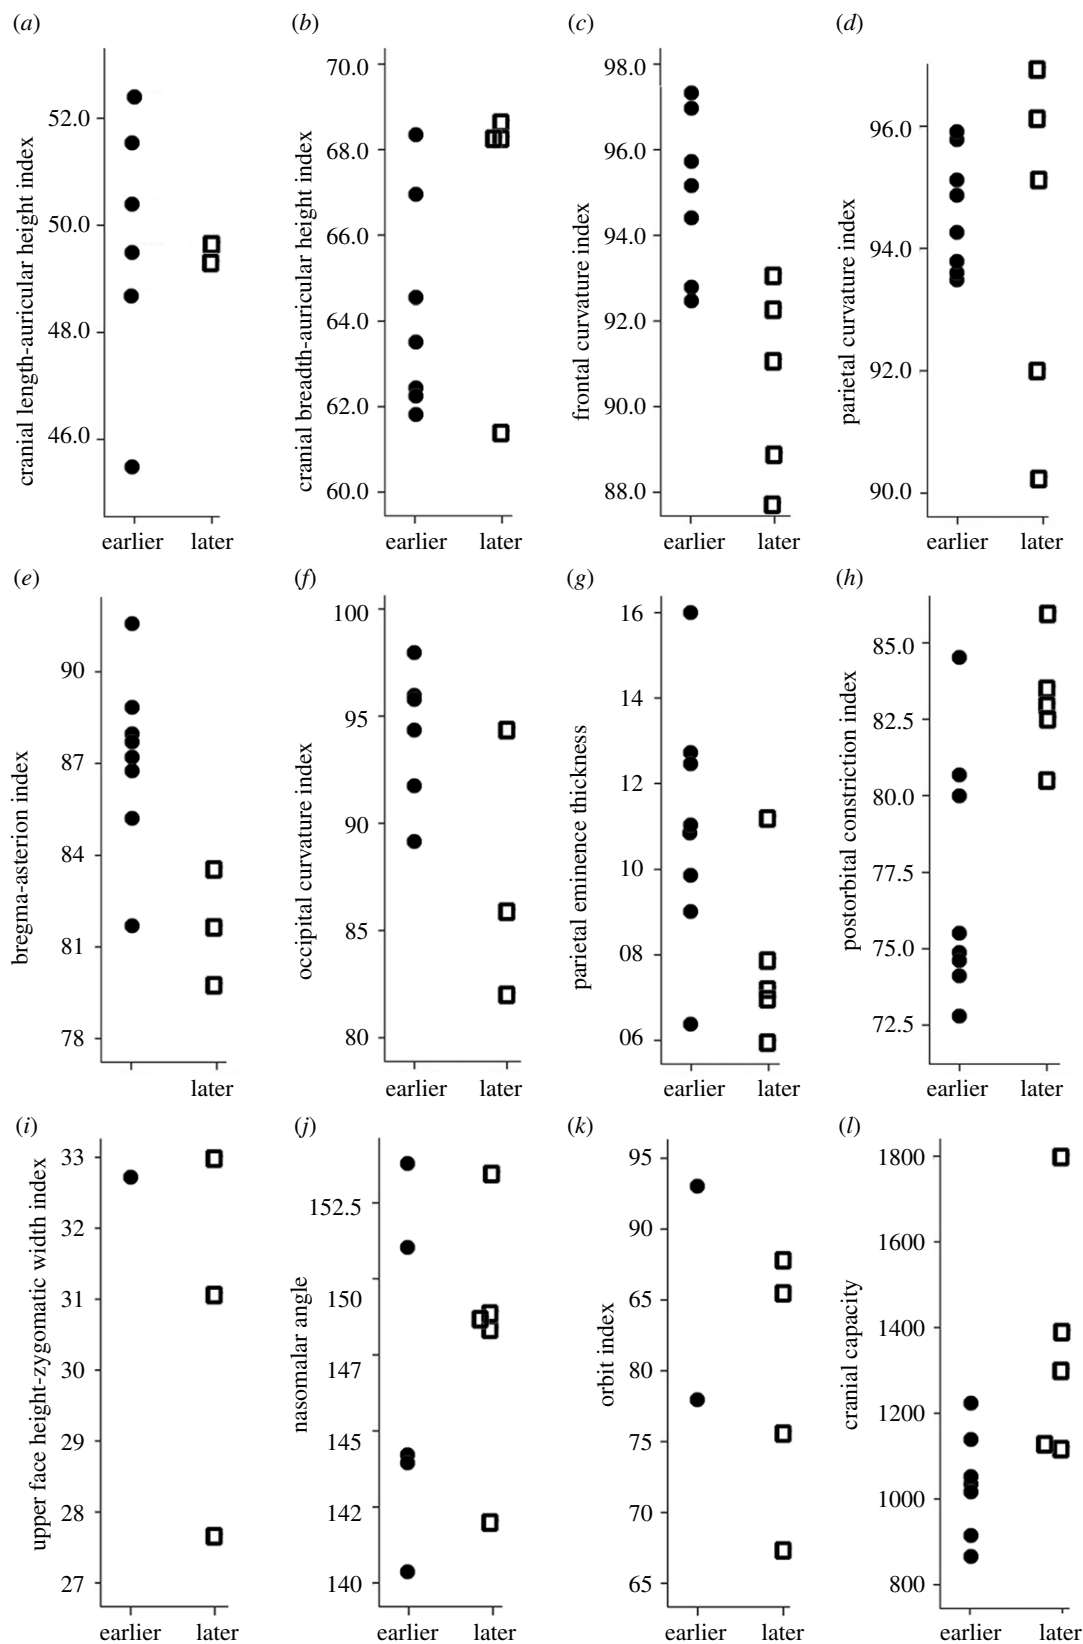 (a)
cranial length-auricular height index
52.0
50.0
48.0
46.0
earlier later
(b)
cranial breadth-auricular height index
70.0
68.0
66.0
64.0
62.0
60.0
earlier later
(c)
frontal curvature index
98.0
96.0
94.0
92.0
90.0
88.0
earlier later
(d)
parietal curvature index
96.0
94.0
92.0
90.0
earlier later
(e)
bregma-asterion index
90
87
84
81
78
later
(f)
occipital curvature index
100
95
90
85
80
earlier later
(g)
parietal eminence thickness
16
14
12
10
08
06
earlier later
(h)
postorbital constriction index
85.0
82.5
80.0
77.5
75.0
72.5
earlier later
(i)
upper face height-zygomatic width index
33
32
31
30
29
28
27
earlier later
(j)
nasomalar angle
152.5
150
147
145
142
140
earlier later
(k)
orbit index
95
90
65
80
75
70
65
earlier later
(l)
cranial capacity
1800
1600
1400
1200
1000
800
earlier later